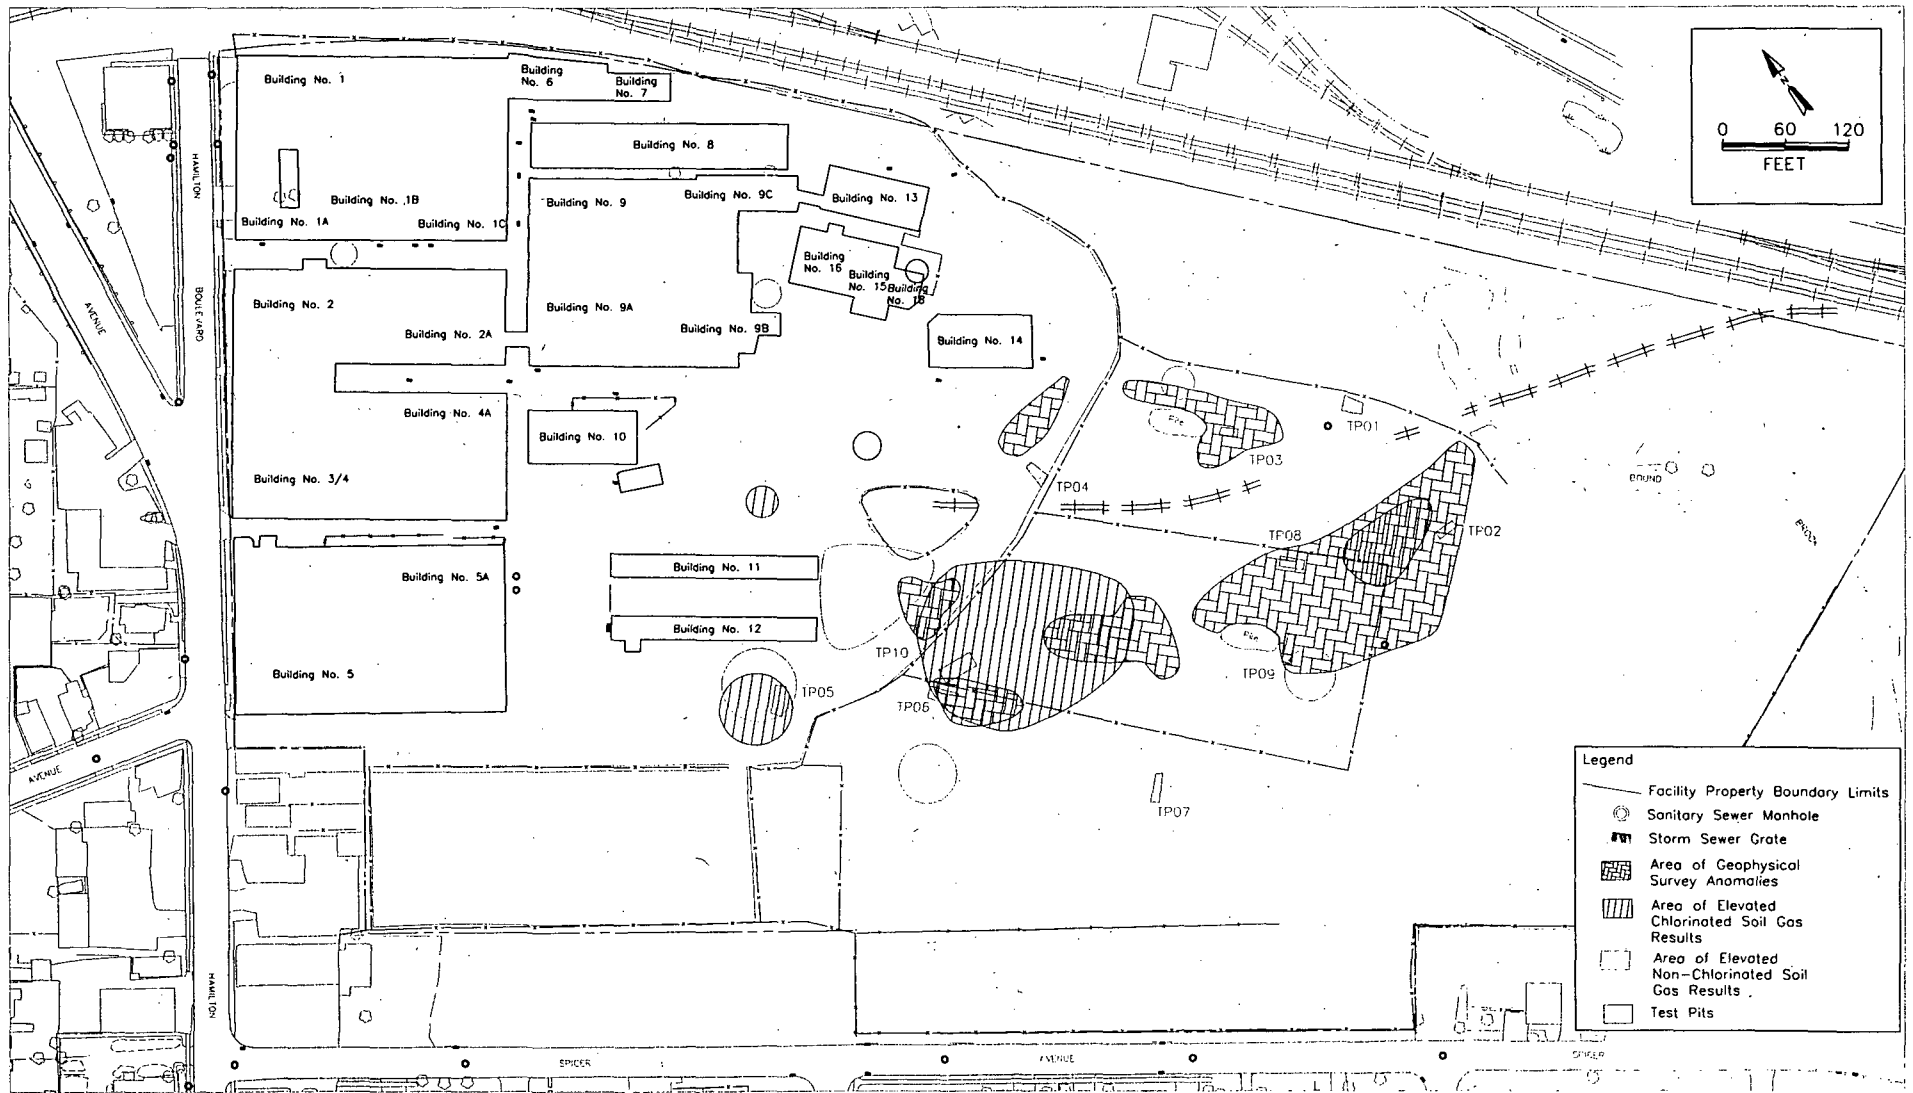 Building No. 1
Building
No. 6
Building
No. 7
N
0 60 120
FEET
Building No. 8
HAMILTON
Building No. 1B
Building No. 9
Building No. 9C
Building No. 13
Building No. 1A
Building No. 1C
Building
No. 16
Building
No. 15
Building
No. 18
BOULEVARD
AVENUE
Building No. 2
Building No. 9A
Building No. 2A
Building No. 9B
Building No. 14
Building No. 4A
Building No. 10
Pile
TP01
TP03
Building No. 3/4
TP04
BOUND
BROOK
TP02
TP08
Building No. 11
Building No. 5A
Building No. 12
Pile
TP10
TP09
Building No. 5
TP05
TP06
AVENUE
TP07
Legend
Facility Property Boundary Limits
Sanitary Sewer Manhole
Storm Sewer Grate
Area of Geophysical
Survey Anomalies
Area of Elevated
Chlorinated Soil Gas
Results
Area of Elevated
Non-Chlorinated Soil
Gas Results
Test Pits
HAMILTON
SPICER
AVENUE
SPICER